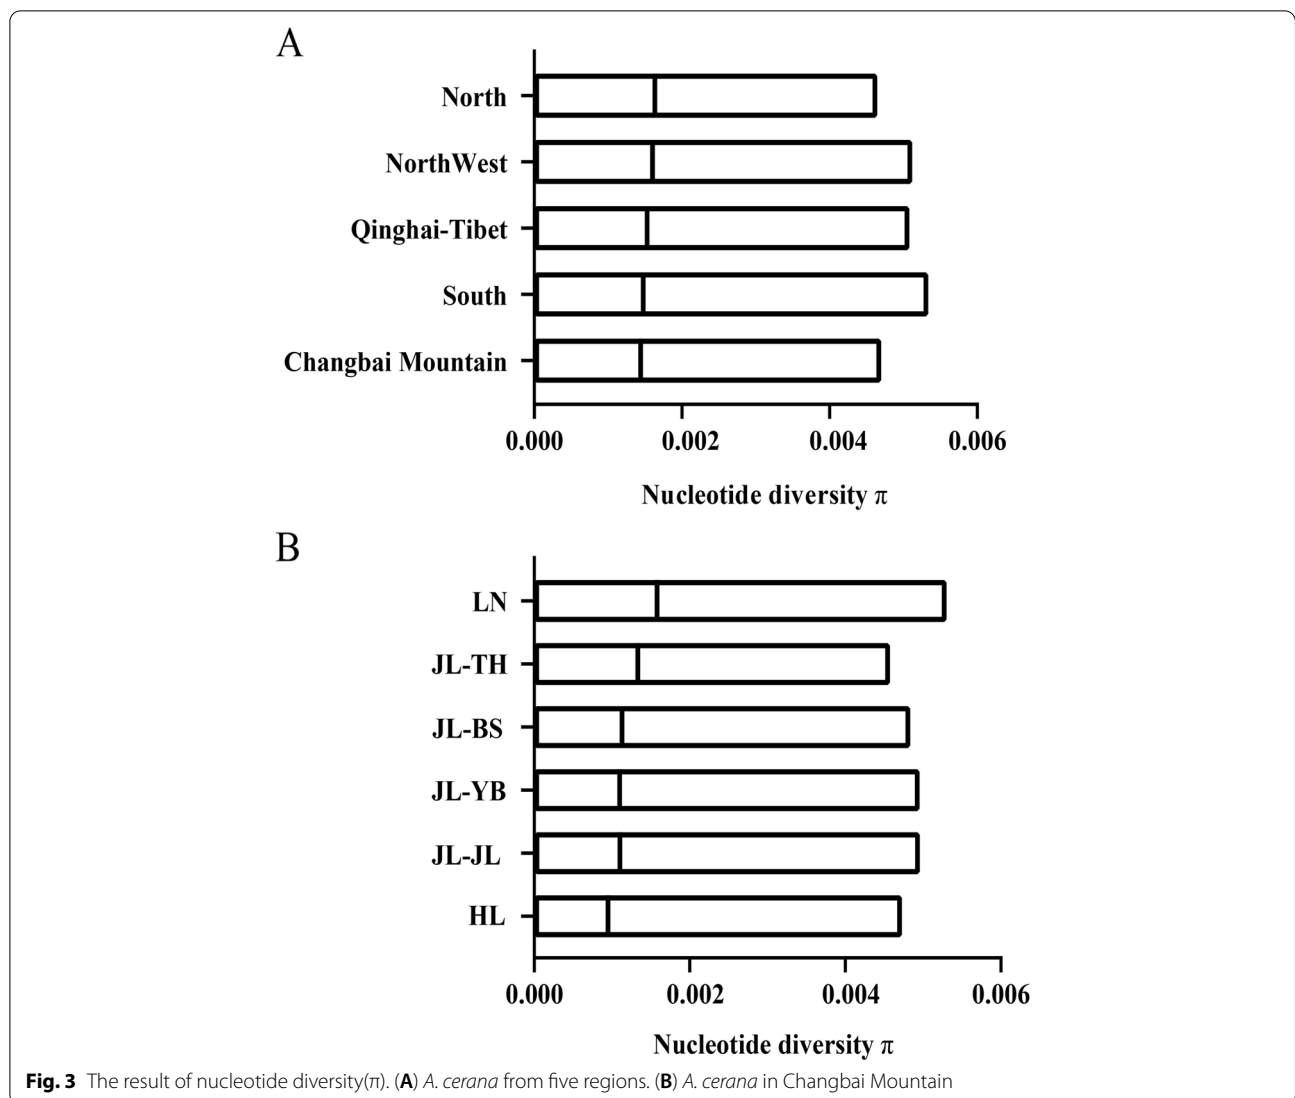 A
North
NorthWest
Qinghai-Tibet
South
Changbai Mountain
0.000 0.002 0.004 0.006
Nucleotide diversity π
B
LN
JL-TH
JL-BS
JL-YB
JL-JL
HL
0.000 0.002 0.004 0.006
Nucleotide diversity π
Fig. 3 The result of nucleotide diversity(π). (A) A. cerana from five regions. (B) A. cerana in Changbai Mountain